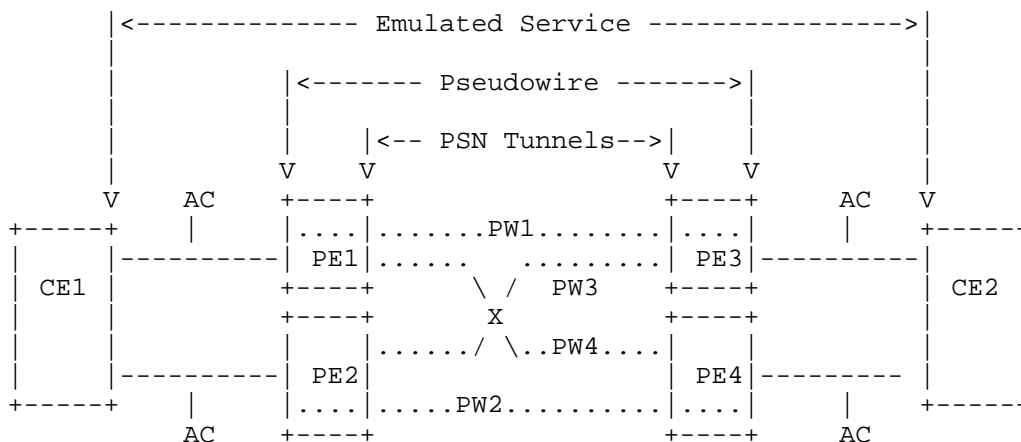 |<-------------- Emulated Service ---------------->|
|<------- Pseudowire ------->|
|<-- PSN Tunnels-->|
V V V V
V AC +----+ +----+ AC V
+-----+ | |....|.......PW1........|....| | +------
| |----------| PE1|...... .........| PE3|----------|
| CE1 | +----+ \ / PW3 +----+ | CE2
| | +----+ X +----+ |
| | | |....../ \..PW4....| | |
| |----------| PE2| | PE4|--------- |
+-----+ | |....|.....PW2..........|....| | +------
AC +----+ +----+ AC